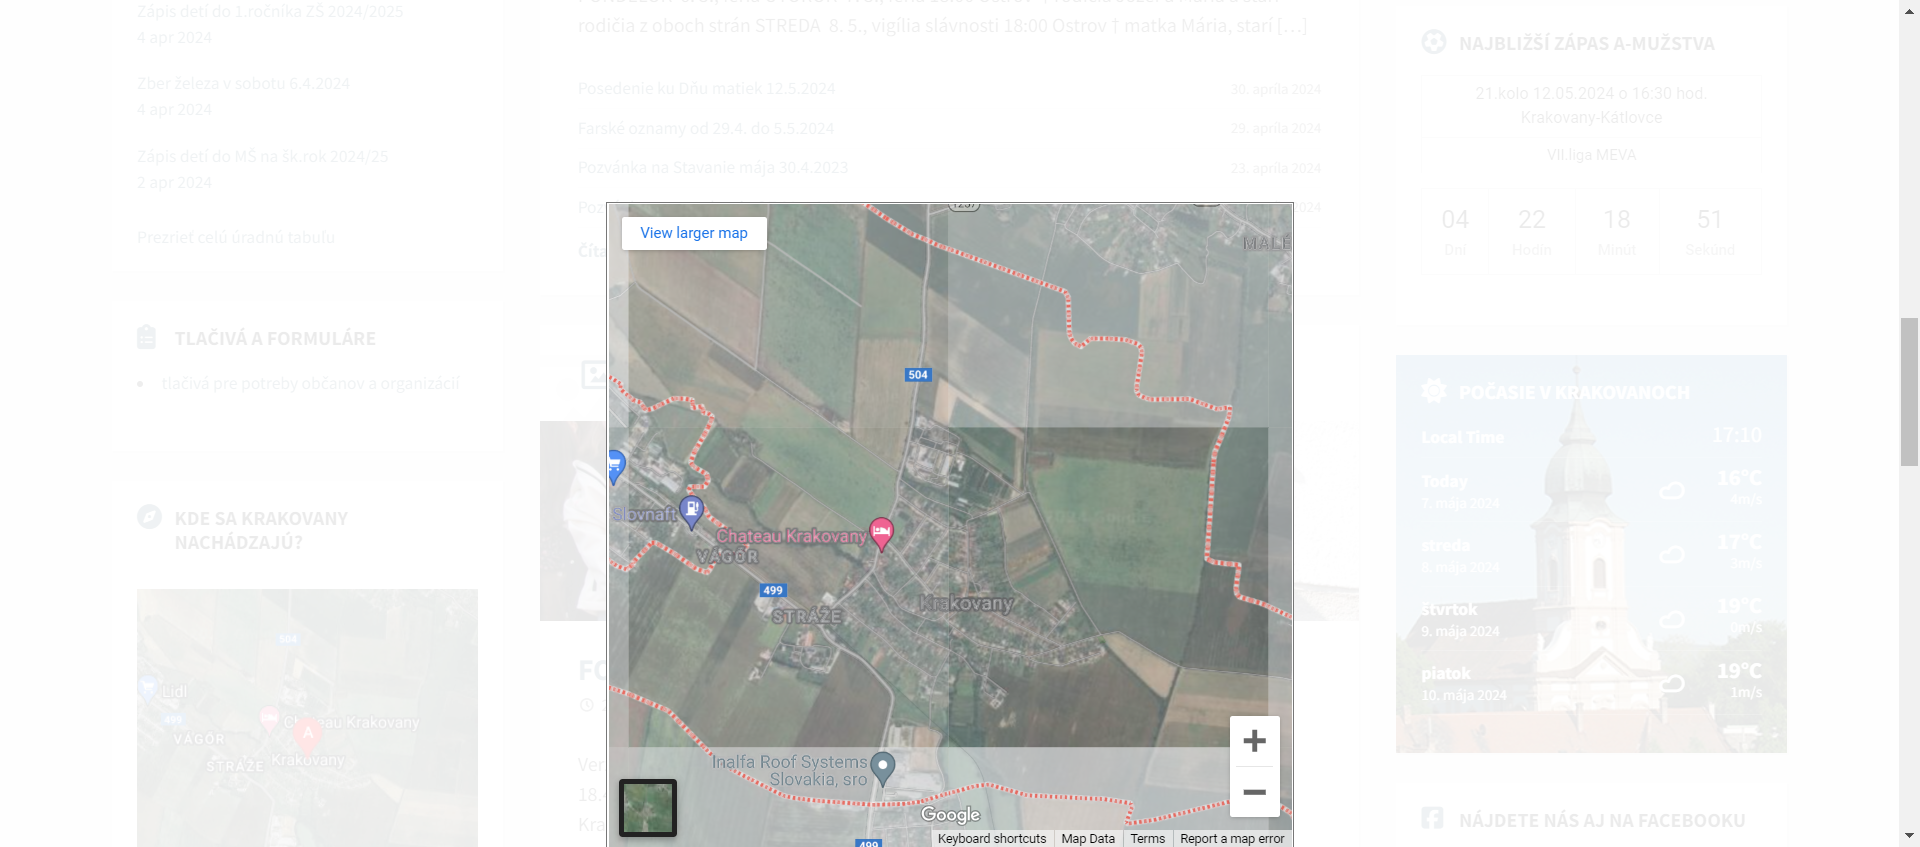 Zápis detí do 1.ročníka ZŠ 2024/2025
4 apr 2024
Zber železa v sobotu 6.4.2024
4 apr 2024
Zápis detí do MŠ na šk.rok 2024/25
2 apr 2024
Prezrieť celú úradnú tabuľu
TLAČIVÁ A FORMULÁRE
tlačivá pre potreby občanov a organizácií
KDE SA KRAKOVANY
NACHÁDZAJÚ?
504
Lidl
499
Chateau Krakovany
VAGOR
A
STRÁŽE
Krakovany
rodičia z oboch strán STREDA 8. 5., vigília slávnosti 18:00 Ostrov † matka Mária, starí […]
Posedenie ku Dňu matiek 12.5.2024
30. apríla 2024
Farské oznamy od 29.4. do 5.5.2024
29. apríla 2024
Pozvánka na Stavanie mája 30.4.2023
23. apríla 2024
Poz
024
Číta
View larger map
1257
MALÉ
504
Slovnaft
Chateau Krakovany
VAGOR
499
STRÁŽE
Krakovany
Inalfa Roof Systems
Slovakia, sro
Google
499
Keyboard shortcuts
Map Data
Terms
Report a map error
FO
Ver
18.
Kra
NAJBLIŽŠÍ ZÁPAS A-MUŽSTVA
21.kolo 12.05.2024 o 16:30 hod.
Krakovany-Kátlovce
VII.liga MEVA
04 22 18 51
Dní Hodín Minút Sekúnd
POČASIE V KRAKOVANOCH
Local Time 17:10
Today 16°C
7. mája 2024 4m/s
streda 17°C
8. mája 2024 3m/s
štvrtok 19°C
9. mája 2024 0m/s
piatok 19°C
10. mája 2024 1m/s
NÁJDETE NÁS AJ NA FACEBOOKU